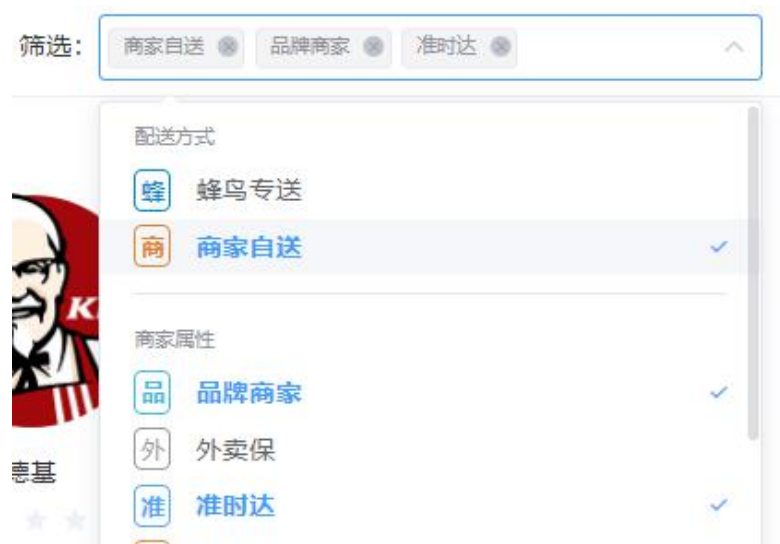 筛选： 商家自送 品牌商家 准时达
配送方式
蜂 蜂鸟专送
商 商家自送
K
商家属性
品 品牌商家
外 外卖保
德基
准 准时达